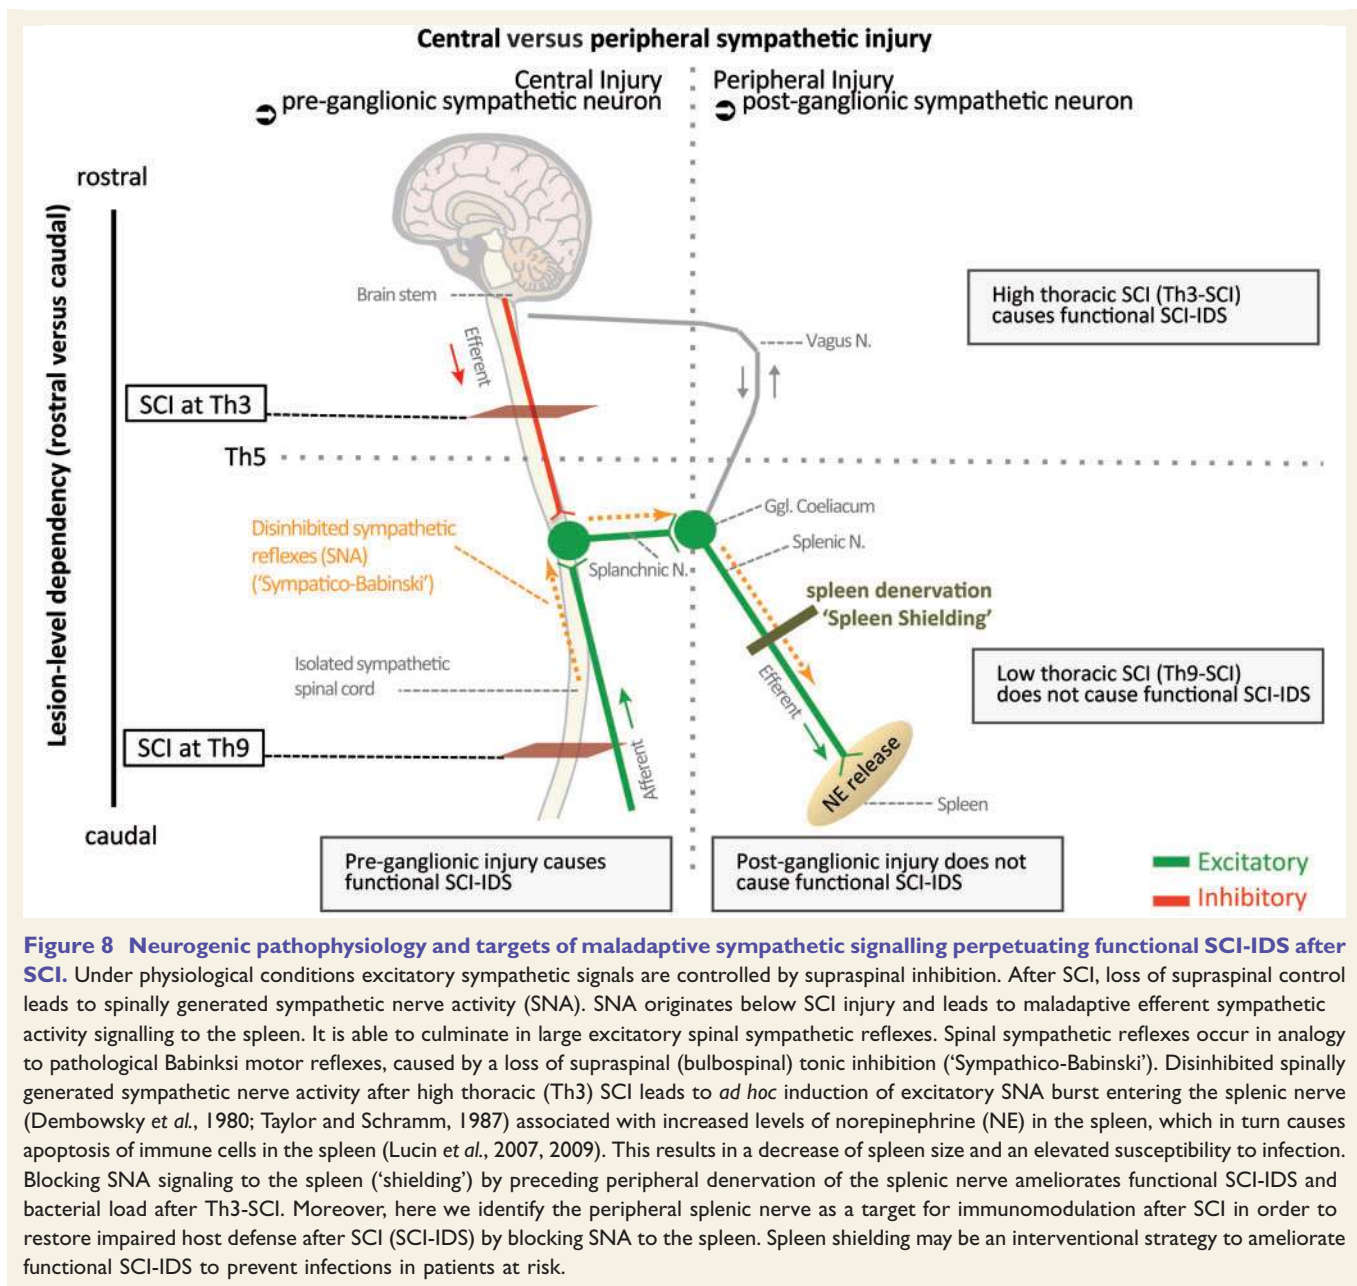 Central versus peripheral sympathetic injury
Central Injury
➲ pre-ganglionic sympathetic neuron
Peripheral Injury
➲ post-ganglionic sympathetic neuron
Lesion-level dependency (rostral versus caudal)
rostral
Brain stem
Efferent
Vagus N.
High thoracic SCI (Th3-SCI)
causes functional SCI-IDS
SCI at Th3
Th5
Disinhibited sympathetic
reflexes (SNA)
('Sympatico-Babinski')
Splanchnic N.
Ggl. Coeliacum
Splenic N.
spleen denervation
'Spleen Shielding'
Isolated sympathetic
spinal cord
Efferent
Low thoracic SCI (Th9-SCI)
does not cause functional SCI-IDS
SCI at Th9
Afferent
NE release
Spleen
caudal
Pre-ganglionic injury causes
functional SCI-IDS
Post-ganglionic injury does not
cause functional SCI-IDS
Excitatory
Inhibitory
Figure 8 Neurogenic pathophysiology and targets of maladaptive sympathetic signalling perpetuating functional SCI-IDS after
SCI. Under physiological conditions excitatory sympathetic signals are controlled by supraspinal inhibition. After SCI, loss of supraspinal control
leads to spinally generated sympathetic nerve activity (SNA). SNA originates below SCI injury and leads to maladaptive efferent sympathetic
activity signalling to the spleen. It is able to culminate in large excitatory spinal sympathetic reflexes. Spinal sympathetic reflexes occur in analogy
to pathological Babinksi motor reflexes, caused by a loss of supraspinal (bulbospinal) tonic inhibition ('Sympathico-Babinski'). Disinhibited spinally
generated sympathetic nerve activity after high thoracic (Th3) SCI leads to ad hoc induction of excitatory SNA burst entering the splenic nerve
(Dembowsky et al., 1980; Taylor and Schramm, 1987) associated with increased levels of norepinephrine (NE) in the spleen, which in turn causes
apoptosis of immune cells in the spleen (Lucin et al., 2007, 2009). This results in a decrease of spleen size and an elevated susceptibility to infection.
Blocking SNA signaling to the spleen ('shielding') by preceding peripheral denervation of the splenic nerve ameliorates functional SCI-IDS and
bacterial load after Th3-SCI. Moreover, here we identify the peripheral splenic nerve as a target for immunomodulation after SCI in order to
restore impaired host defense after SCI (SCI-IDS) by blocking SNA to the spleen. Spleen shielding may be an interventional strategy to ameliorate
functional SCI-IDS to prevent infections in patients at risk.